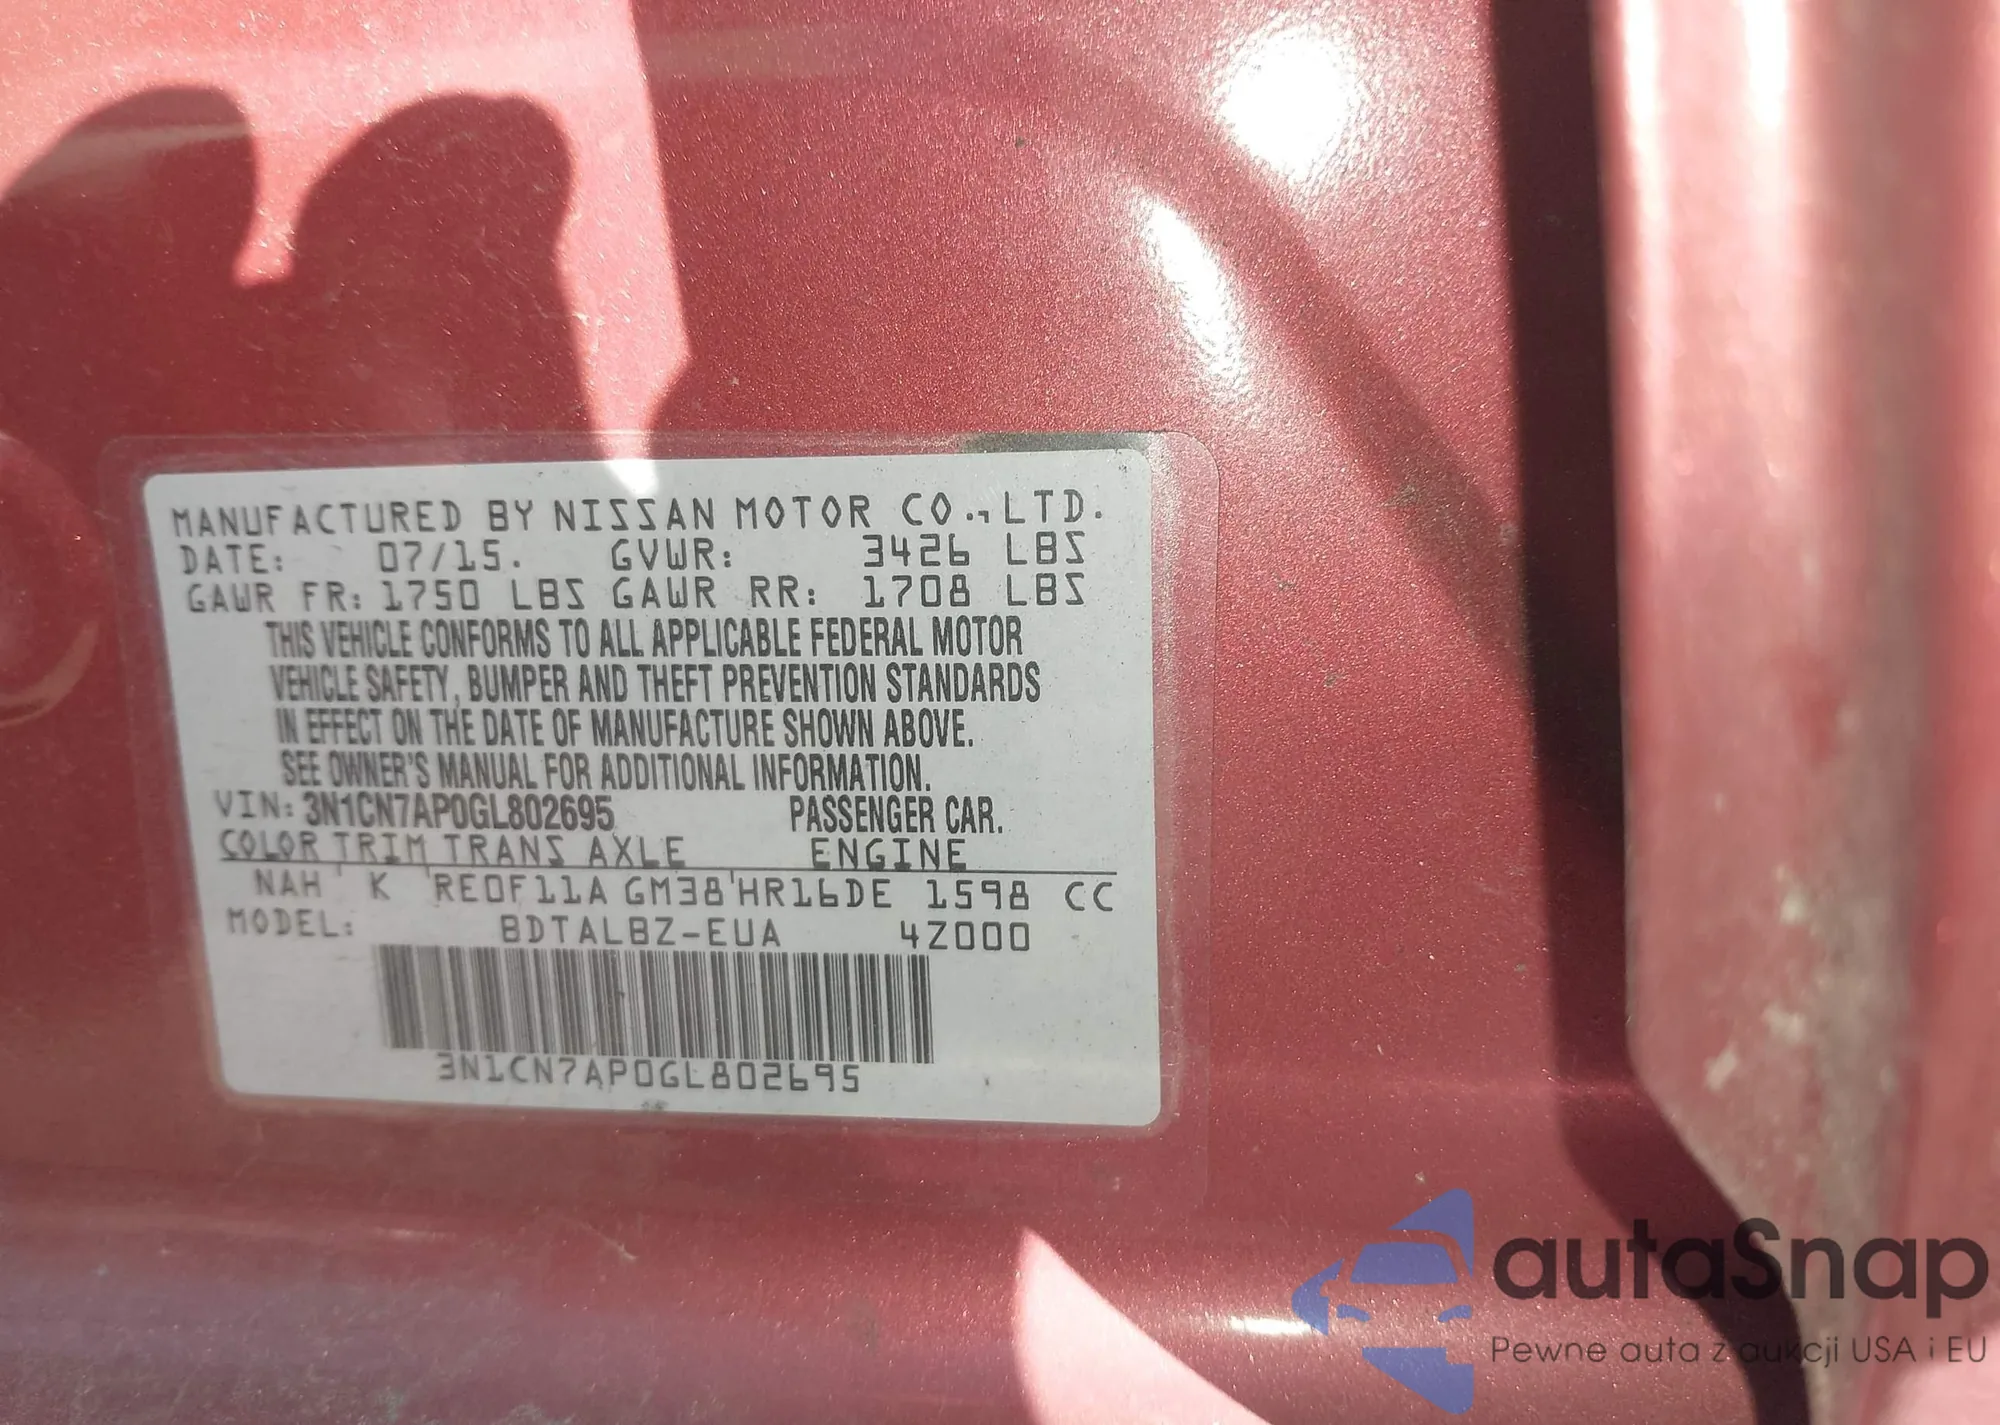 MANUFACTURED BY NISSAN MOTOR CO., LTD.
DATE: 07/15. GVWR: 3426 LBS
GAWR FR: 1750 LBS GAWR RR: 1708 LBS
THIS VEHICLE CONFORMS TO ALL APPLICABLE FEDERAL MOTOR
VEHICLE SAFETY, BUMPER AND THEFT PREVENTION STANDARDS
IN EFFECT ON THE DATE OF MANUFACTURE SHOWN ABOVE.
SEE OWNER'S MANUAL FOR ADDITIONAL INFORMATION.
VIN: 3N1CN7AP0GL802695 PASSENGER CAR.
COLOR TRIM TRANS AXLE ENGINE
NAH K RE0F11A GM38 HR16DE 1598 CC
MODEL: BDTALBZ-EUA 4Z000
3N1CN7AP0GL802695
autaSnap
Pewne auta z aukcji USA i EU